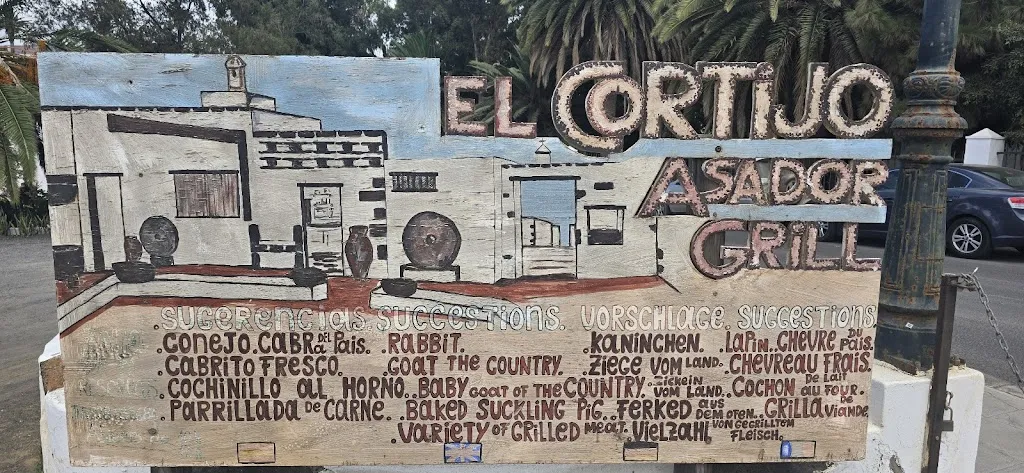 EL CORTIJO
ASADOR
GRILL
SUGERENCIAS SUGGESTIONS. VORSCHLAGE. SUGGESTIONS
.CONEJO.CABRA DEL PAIS. .RABBIT. .KANINCHEN. .LAPIN.CHEVRE DU PAIS.
.CABRITO FRESCO. .GOAT THE COUNTRY. .ZIEGE VOM LAND. .CHEVREAU FRAIS.
.COCHINILLO AL HORNO. .BABY GOAT OF THE COUNTRY. .ZICKEIN VOM LAND. .COCHON DE LAIT AU FOUR.
.PARRILLADA DE CARNE. .BAKED SUCKLING PIG. .FERKED AUS DEM OFEN. .GRILLA DE VIANDE.
.VARIETY OF GRILLED MEAT. .VIELZAHL VON GEGRILLTEM FLEISCH.